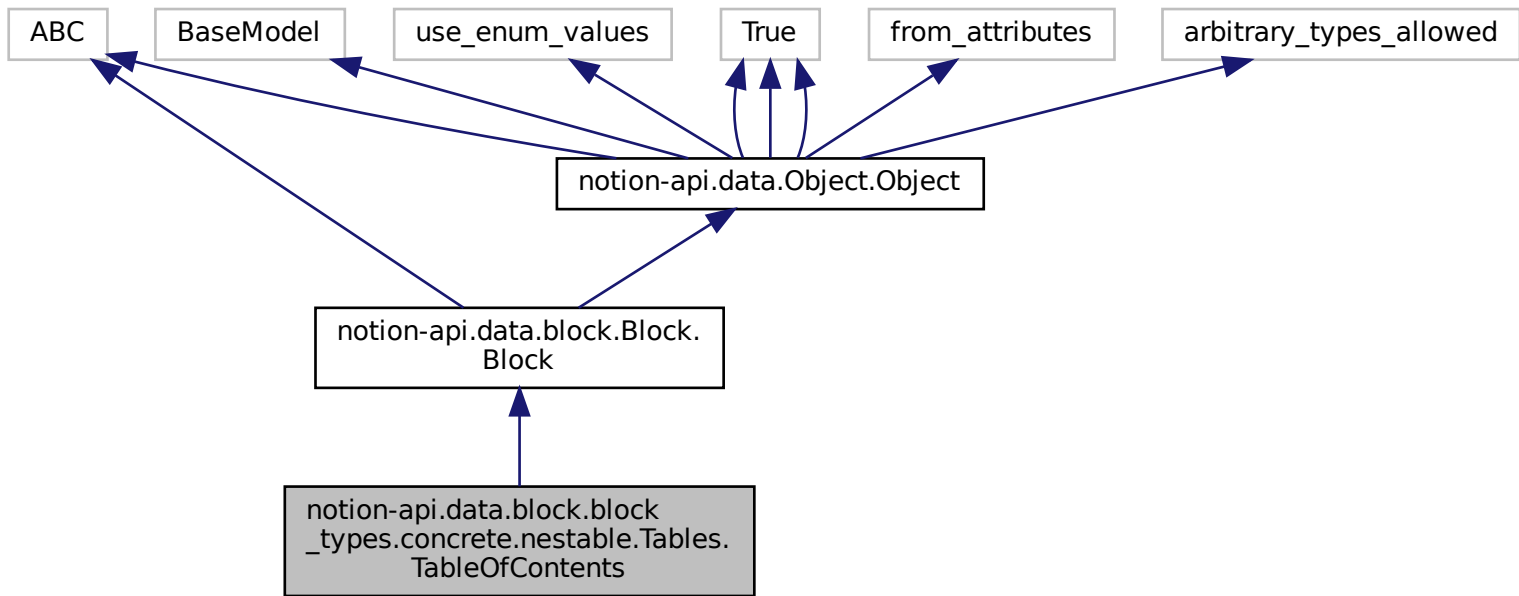 ABC
BaseModel
use_enum_values
True
from_attributes
arbitrary_types_allowed
notion-api.data.Object.Object
notion-api.data.block.Block.
Block
notion-api.data.block.block
_types.concrete.nestable.Tables.
TableOfContents